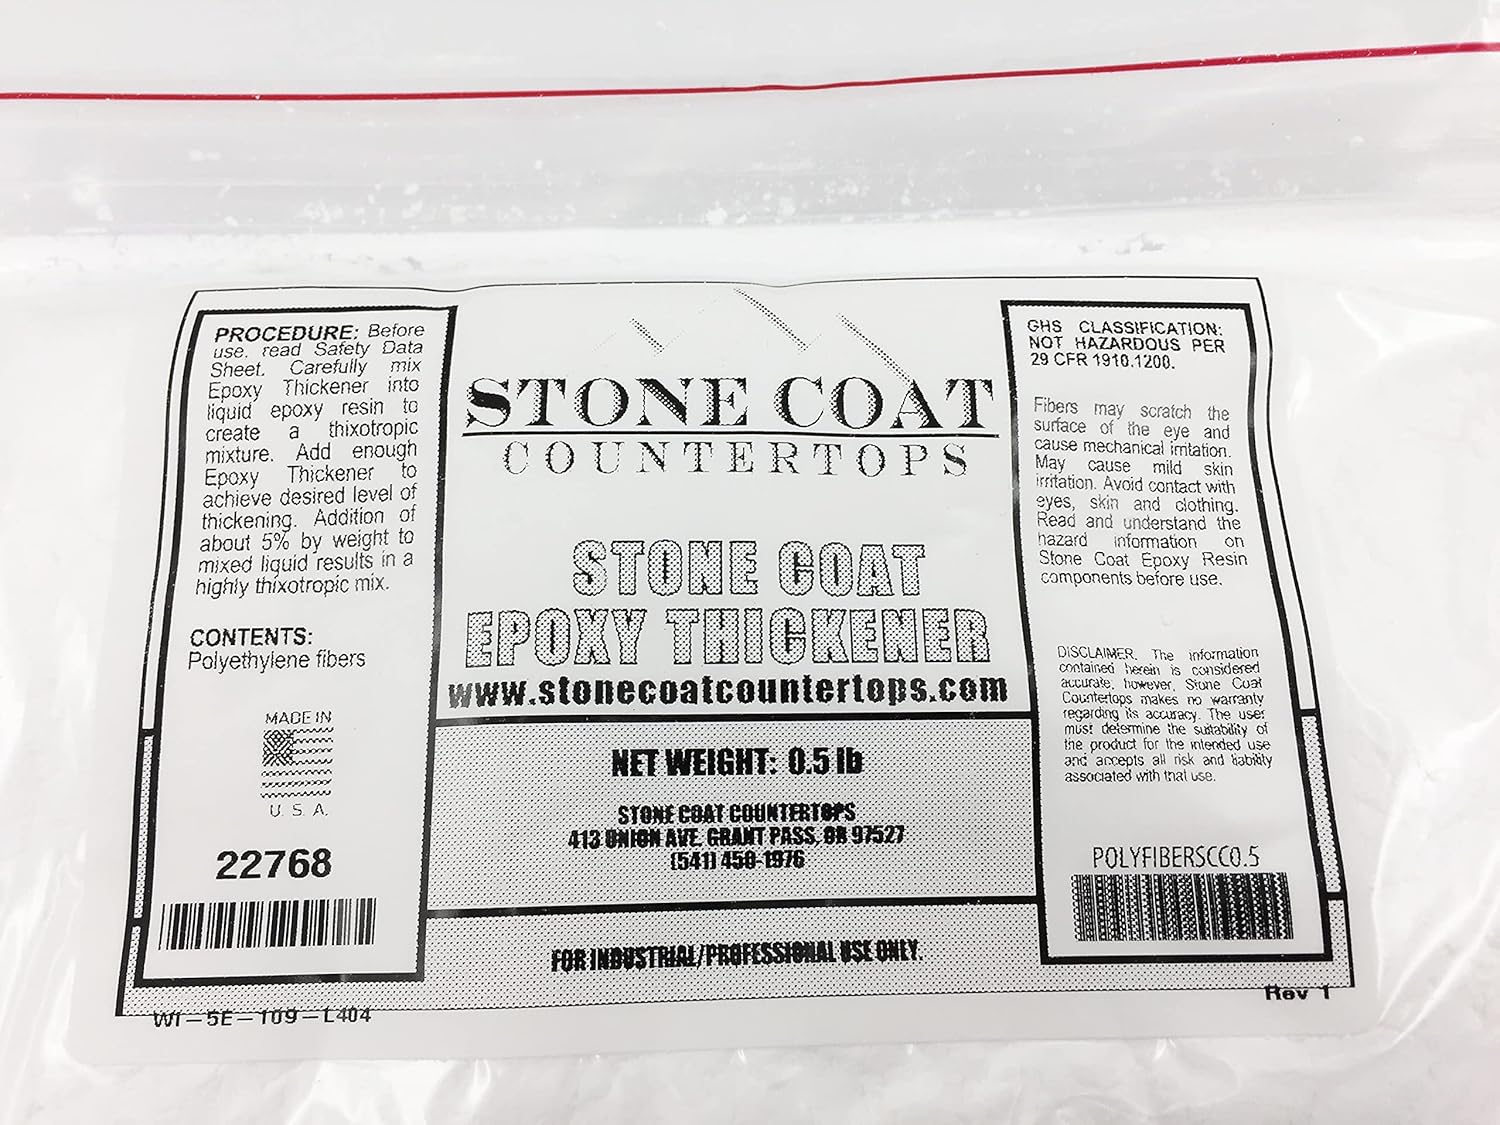 PROCEDURE: Before
use, read Safety Data
Sheet. Carefully mix
Epoxy Thickener into
liquid epoxy resin to
create a thixotropic
mixture. Add enough
Epoxy Thickener to
achieve desired level of
thickening. Addition of
about 5% by weight to
mixed liquid results in a
highly thixotropic mix.
CONTENTS:
Polyethylene fibers
MADE IN
U. S. A.
22768
WI-5E-109-L404
STONE COAT
COUNTERTOPS
STONE COAT
EPOXY THICKENER
www.stonecoatcountertops.com
NET WEIGHT: 0.5 lb
STONE COAT COUNTERTOPS
413 UNION AVE. GRANT PASS, OR 97527
(541) 450-1976
FOR INDUSTRIAL/PROFESSIONAL USE ONLY.
GHS CLASSIFICATION:
NOT HAZARDOUS PER
29 CFR 1910.1200.
Fibers may scratch the
surface of the eye and
cause mechanical irritation.
May cause mild skin
irritation. Avoid contact with
eyes, skin and clothing.
Read and understand the
hazard information on
Stone Coat Epoxy Resin
components before use.
DISCLAIMER. The information
contained herein is considered
accurate, however, Stone Coat
Countertops makes no warranty
regarding its accuracy. The user
must determine the suitability of
the product for the intended use
and accepts all risk and liability
associated with that use.
POLYFIBERSCC0.5
Rev 1